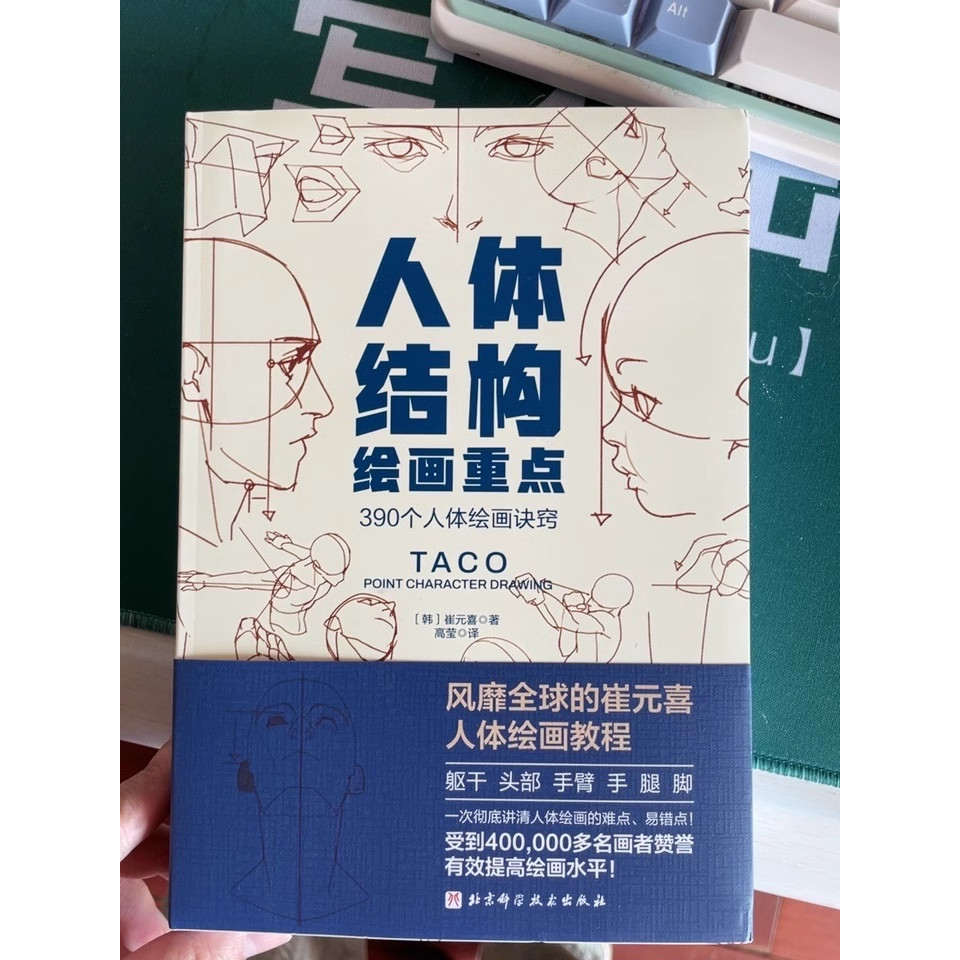 Alt
人体
结构
绘画重点
390个人体绘画诀窍
TACO
POINT CHARACTER DRAWING
[韩]崔元喜◎著
高莹◎译
u】
风靡全球的崔元喜
人体绘画教程
躯干 头部 手臂 手 腿 脚
一次彻底讲清人体绘画的难点、易错点!
受到400,000多名画者赞誉
有效提高绘画水平!
北京科学技术出版社